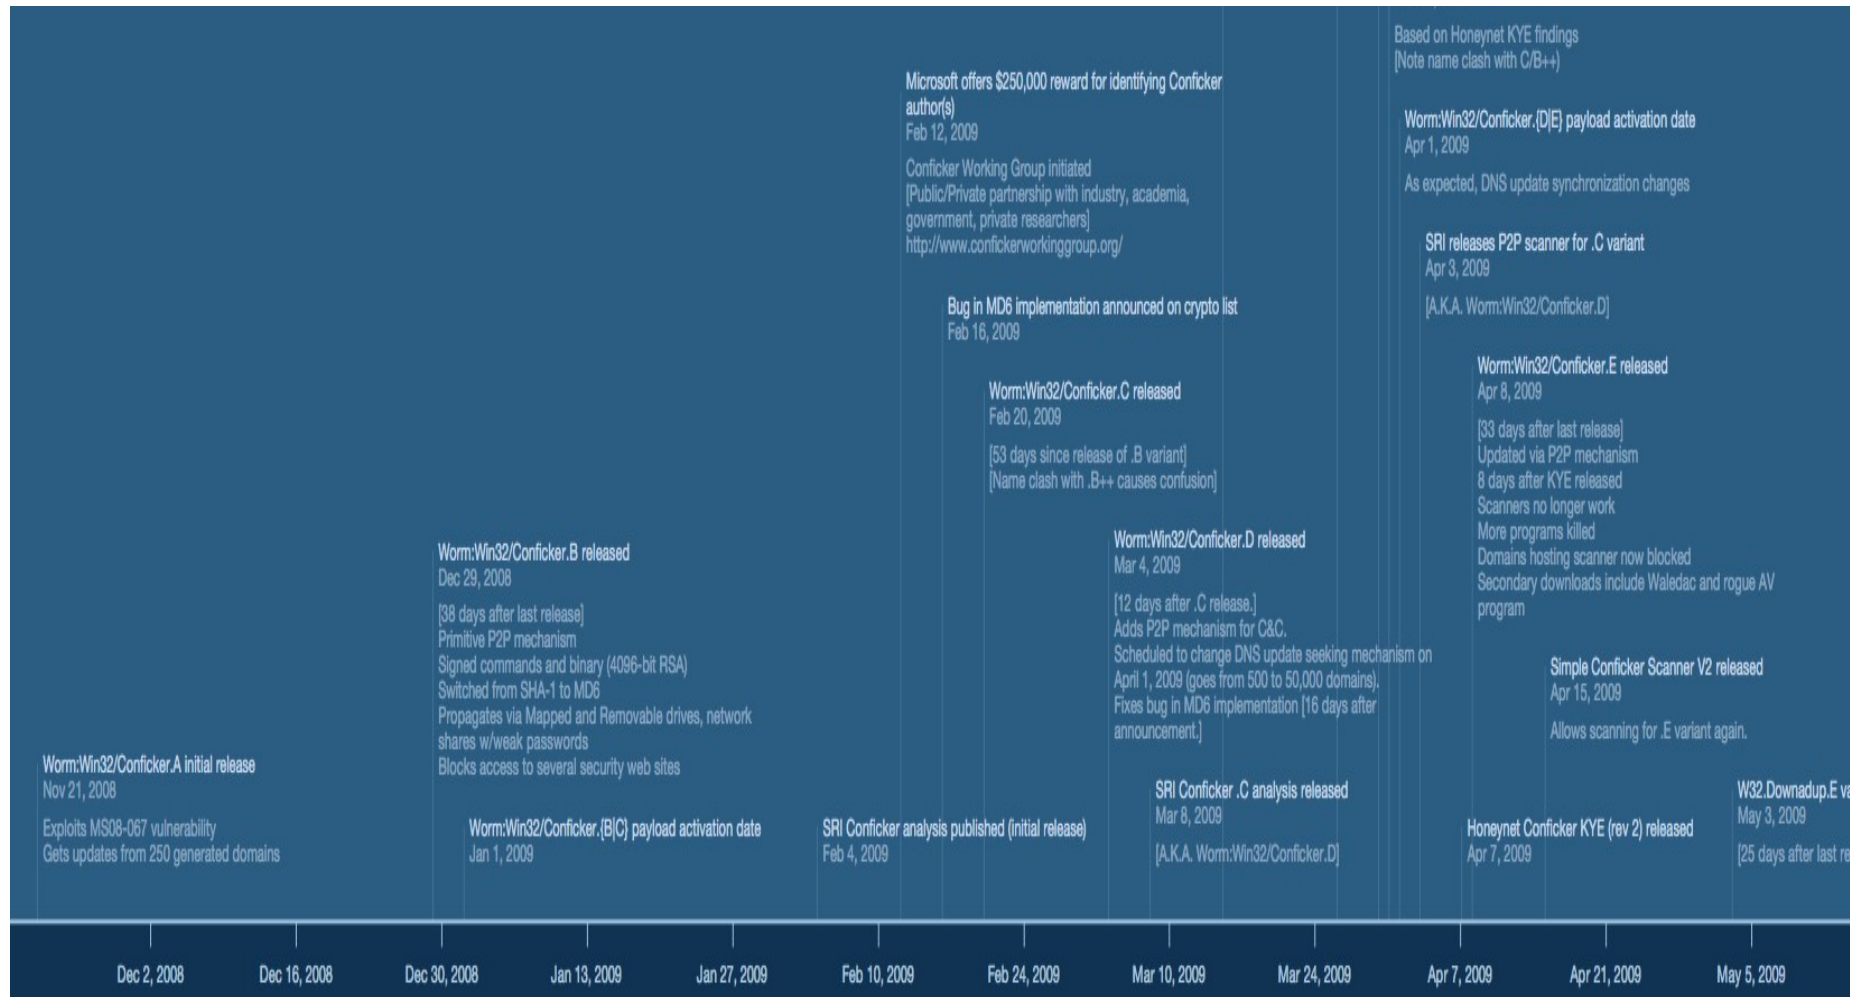 Based on Honeynet KYE findings
[Note name clash with C/B++)
Microsoft offers $250,000 reward for identifying Conficker
author(s)
Feb 12, 2009
Conficker Working Group initiated
[Public/Private partnership with industry, academia,
government, private researchers]
http://www.confickerworkinggroup.org/
Worm:Win32/Conficker.{D|E} payload activation date
Apr 1, 2009
As expected, DNS update synchronization changes
SRI releases P2P scanner for .C variant
Apr 3, 2009
[A.K.A. Worm:Win32/Conficker.D]
Bug in MD6 implementation announced on crypto list
Feb 16, 2009
Worm:Win32/Conficker.C released
Feb 20, 2009
[53 days since release of .B variant]
[Name clash with .B++ causes confusion]
Worm:Win32/Conficker.E released
Apr 8, 2009
[33 days after last release]
Updated via P2P mechanism
8 days after KYE released
Scanners no longer work
More programs killed
Domains hosting scanner now blocked
Secondary downloads include Waledac and rogue AV
program
Worm:Win32/Conficker.B released
Dec 29, 2008
[38 days after last release]
Primitive P2P mechanism
Signed commands and binary (4096-bit RSA)
Switched from SHA-1 to MD6
Propagates via Mapped and Removable drives, network
shares w/weak passwords
Blocks access to several security web sites
Worm:Win32/Conficker.D released
Mar 4, 2009
[12 days after .C release.]
Adds P2P mechanism for C&C.
Scheduled to change DNS update seeking mechanism on
April 1, 2009 (goes from 500 to 50,000 domains).
Fixes bug in MD6 implementation [16 days after
announcement.]
Simple Conficker Scanner V2 released
Apr 15, 2009
Allows scanning for .E variant again.
Worm:Win32/Conficker.A initial release
Nov 21, 2008
Exploits MS08-067 vulnerability
Gets updates from 250 generated domains
Worm:Win32/Conficker.{B|C} payload activation date
Jan 1, 2009
SRI Conficker analysis published (initial release)
Feb 4, 2009
SRI Conficker .C analysis released
Mar 8, 2009
[A.K.A. Worm:Win32/Conficker.D]
Honeynet Conficker KYE (rev 2) released
Apr 7, 2009
W32.Downadup.E va
May 3, 2009
[25 days after last re
Dec 2, 2008
Dec 16, 2008
Dec 30, 2008
Jan 13, 2009
Jan 27, 2009
Feb 10, 2009
Feb 24, 2009
Mar 10, 2009
Mar 24, 2009
Apr 7, 2009
Apr 21, 2009
May 5, 2009